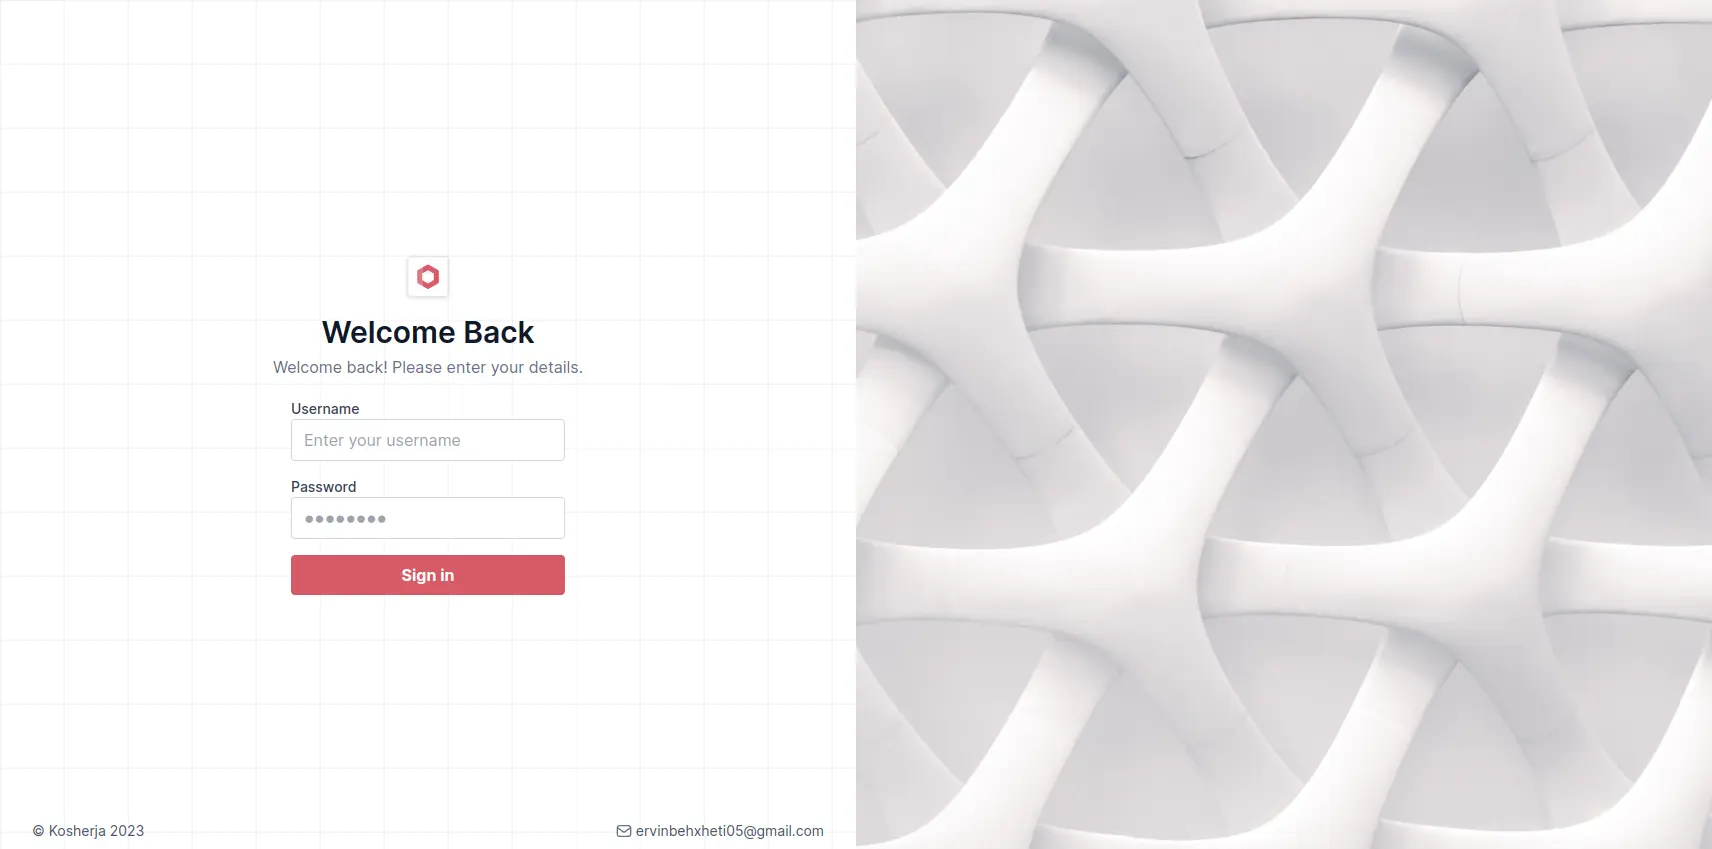 Welcome Back
Welcome back! Please enter your details.
Username
Enter your username
Password
●●●●●●●●
Sign in
© Kosherja 2023
ervinbehxheti05@gmail.com